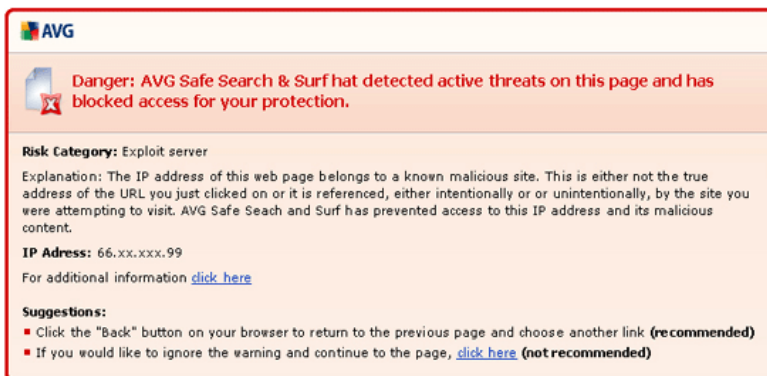 AVG
Danger: AVG Safe Search & Surf hat detected active threats on this page and has
blocked access for your protection.
Risk Category: Exploit server
Explanation: The IP address of this web page belongs to a known malicious site. This is either not the true
address of the URL you just clicked on or it is referenced, either intentionally or or unintentionally, by the site you
were attempting to visit. AVG Safe Seach and Surf has prevented access to this IP address and its malicious
content.
IP Adress: 66.xx.xxx.99
For additional information click here
Suggestions:
Click the "Back" button on your browser to return to the previous page and choose another link (recommended)
If you would like to ignore the warning and continue to the page, click here (not recommended)